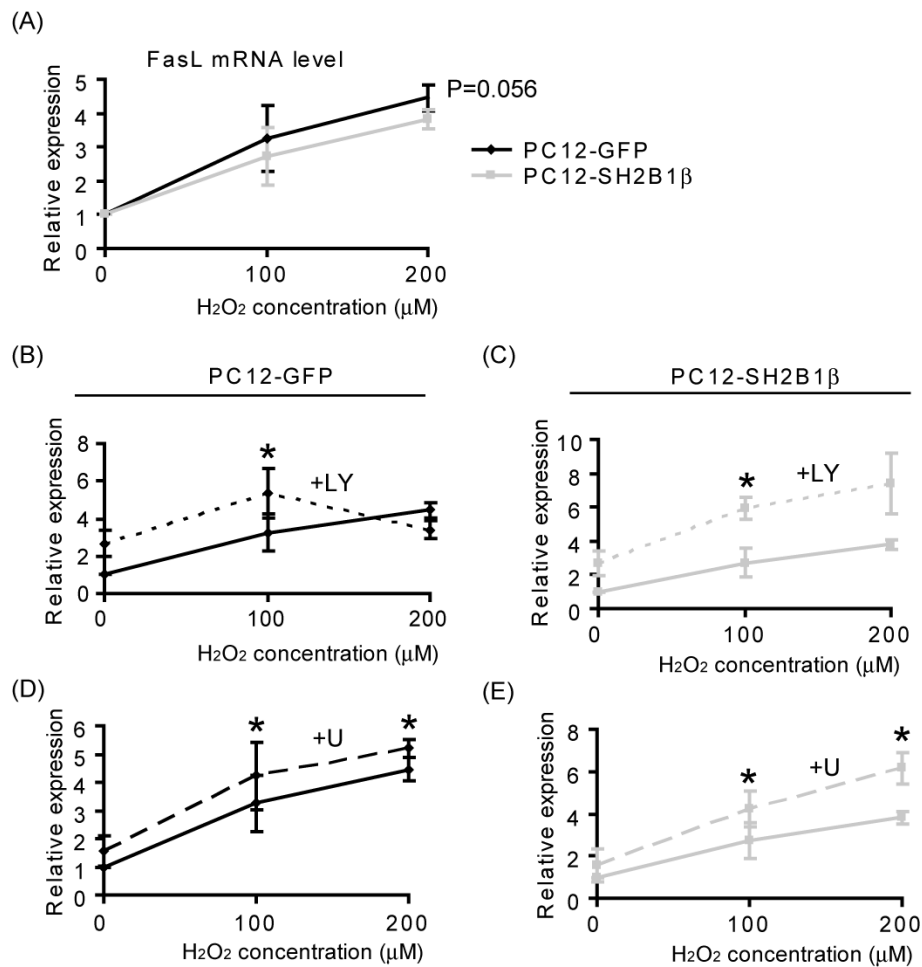 (A)
FasL mRNA level
P=0.056
PC12-GFP
PC12-SH2B1β
Relative expression
5
4
3
2
1
0
0
100
200
H₂O₂ concentration (μM)
(B)
PC12-GFP
Relative expression
8
6
4
2
0
*
+LY
0
100
200
H₂O₂ concentration (μM)
(C)
PC12-SH2B1β
Relative expression
10
8
6
4
2
0
*
+LY
0
100
200
H₂O₂ concentration (μM)
(D)
Relative expression
6
5
4
3
2
1
0
*
*
+U
0
100
200
H₂O₂ concentration (μM)
(E)
Relative expression
8
6
4
2
0
*
*
+U
0
100
200
H₂O₂ concentration (μM)